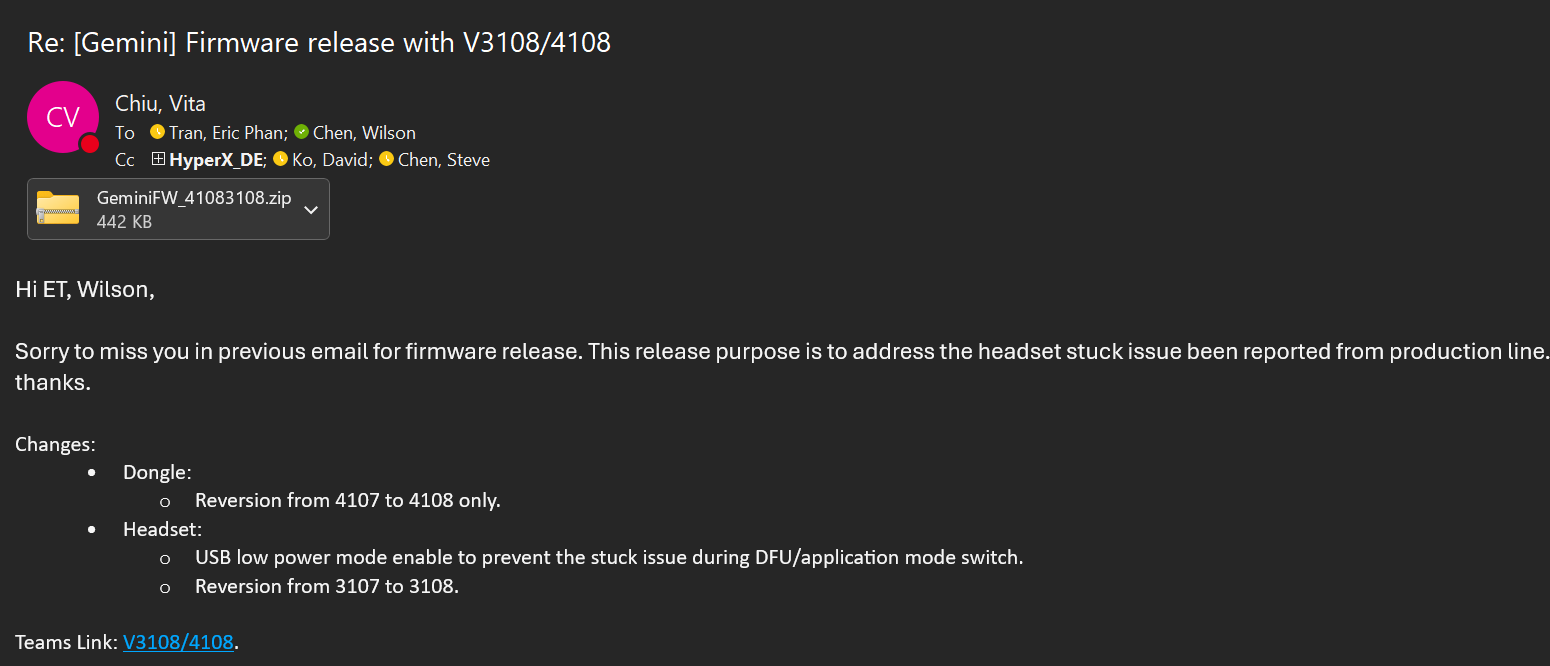 Re: [Gemini] Firmware release with V3108/4108
CV
Chiu, Vita
To Tran, Eric Phan; Chen, Wilson
Cc HyperX_DE; Ko, David; Chen, Steve
GeminiFW_41083108.zip
442 KB
Hi ET, Wilson,
Sorry to miss you in previous email for firmware release. This release purpose is to address the headset stuck issue been reported from production line.
thanks.
Changes:
• Dongle:
o Reversion from 4107 to 4108 only.
• Headset:
o USB low power mode enable to prevent the stuck issue during DFU/application mode switch.
o Reversion from 3107 to 3108.
Teams Link: V3108/4108.